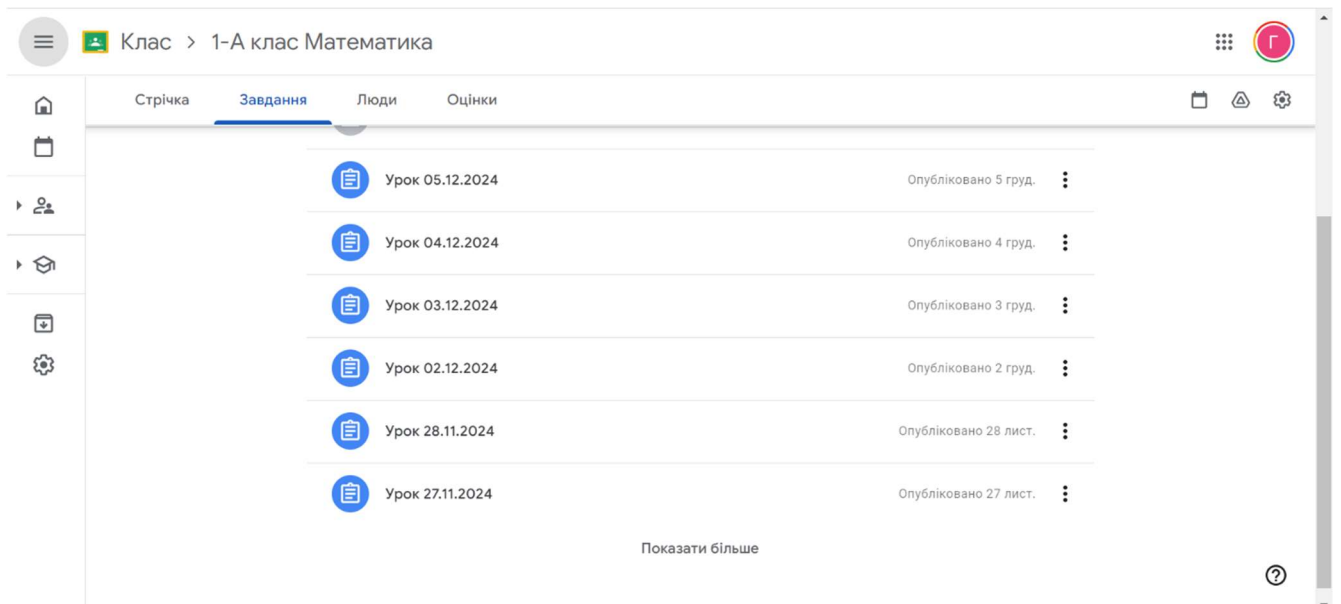 Клас > 1-А клас Математика
Г
Стрічка Завдання Люди Оцінки
Урок 05.12.2024 Опубліковано 5 груд.
Урок 04.12.2024 Опубліковано 4 груд.
Урок 03.12.2024 Опубліковано 3 груд.
Урок 02.12.2024 Опубліковано 2 груд.
Урок 28.11.2024 Опубліковано 28 лист.
Урок 27.11.2024 Опубліковано 27 лист.
Показати більше